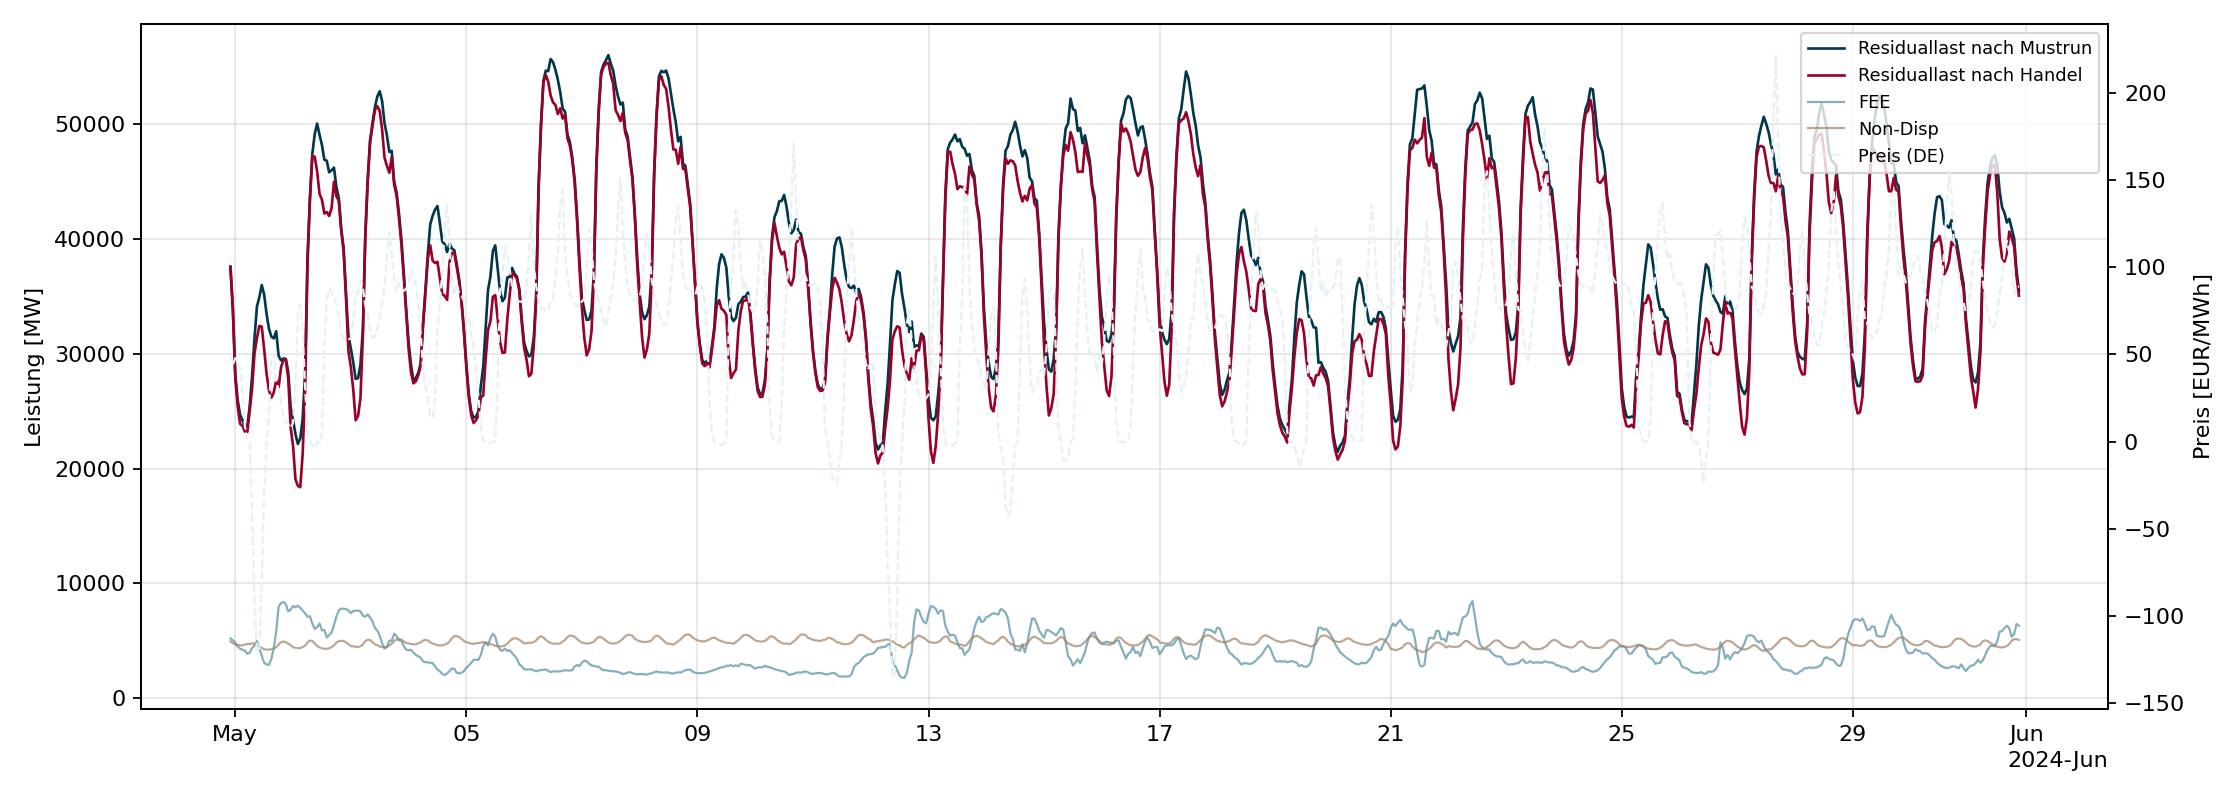 Residuallast nach Mustrun
Residuallast nach Handel
FEE
Non-Disp
Preis (DE)
Leistung [MW]
50000
40000
30000
20000
10000
0
Preis [EUR/MWh]
200
150
100
50
0
−50
−100
−150
May
05
09
13
17
21
25
29
Jun
2024-Jun